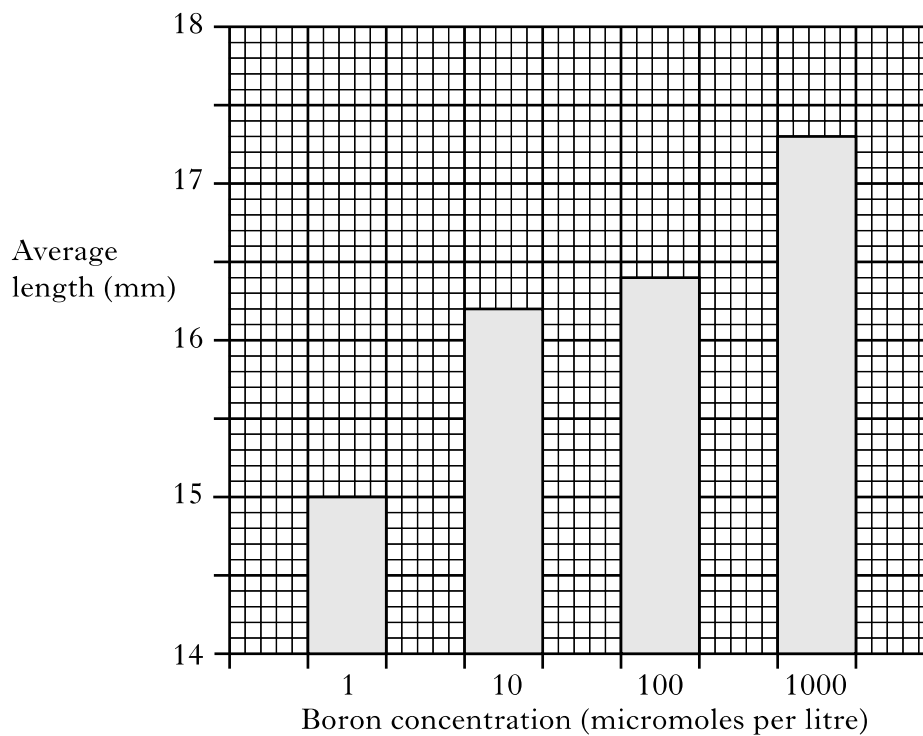 18
17
Average
length (mm)
16
15
14
1 10 100 1000
Boron concentration (micromoles per litre)